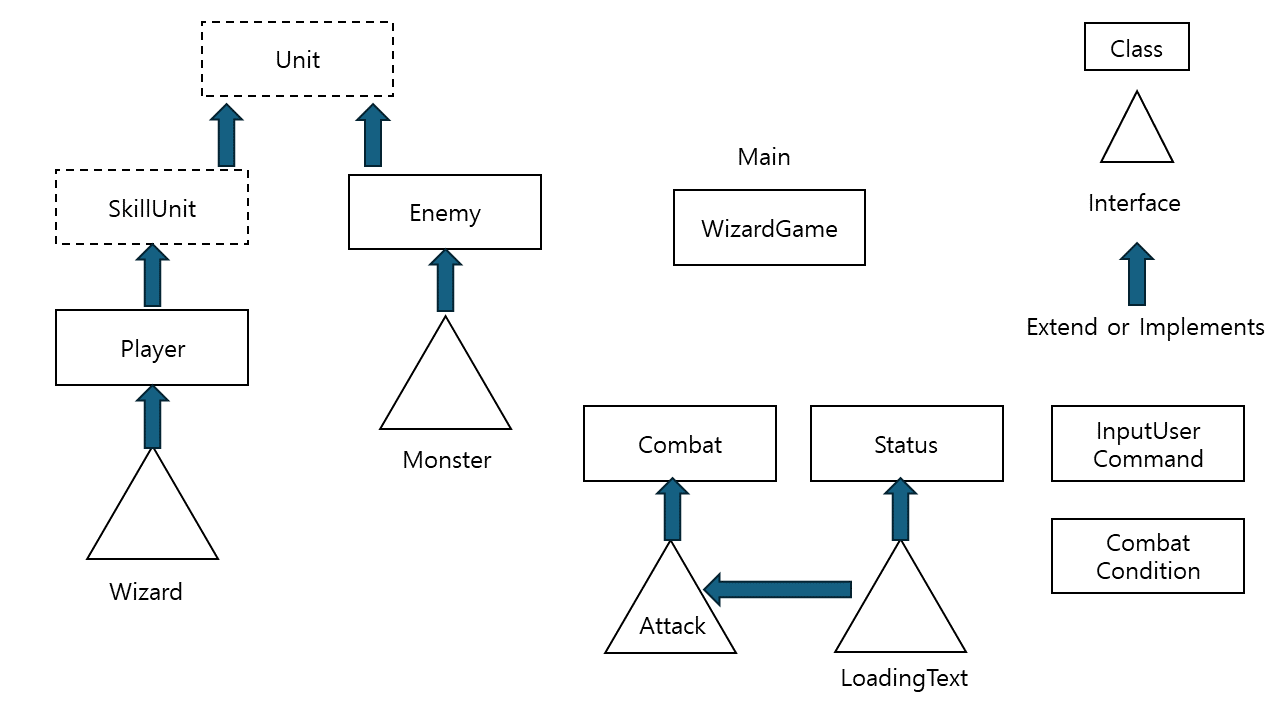 Unit
Class
SkillUnit
Enemy
Main
WizardGame
Interface
Extend or Implements
Player
Monster
Wizard
Combat
Status
InputUser
Command
Combat
Condition
Attack
LoadingText